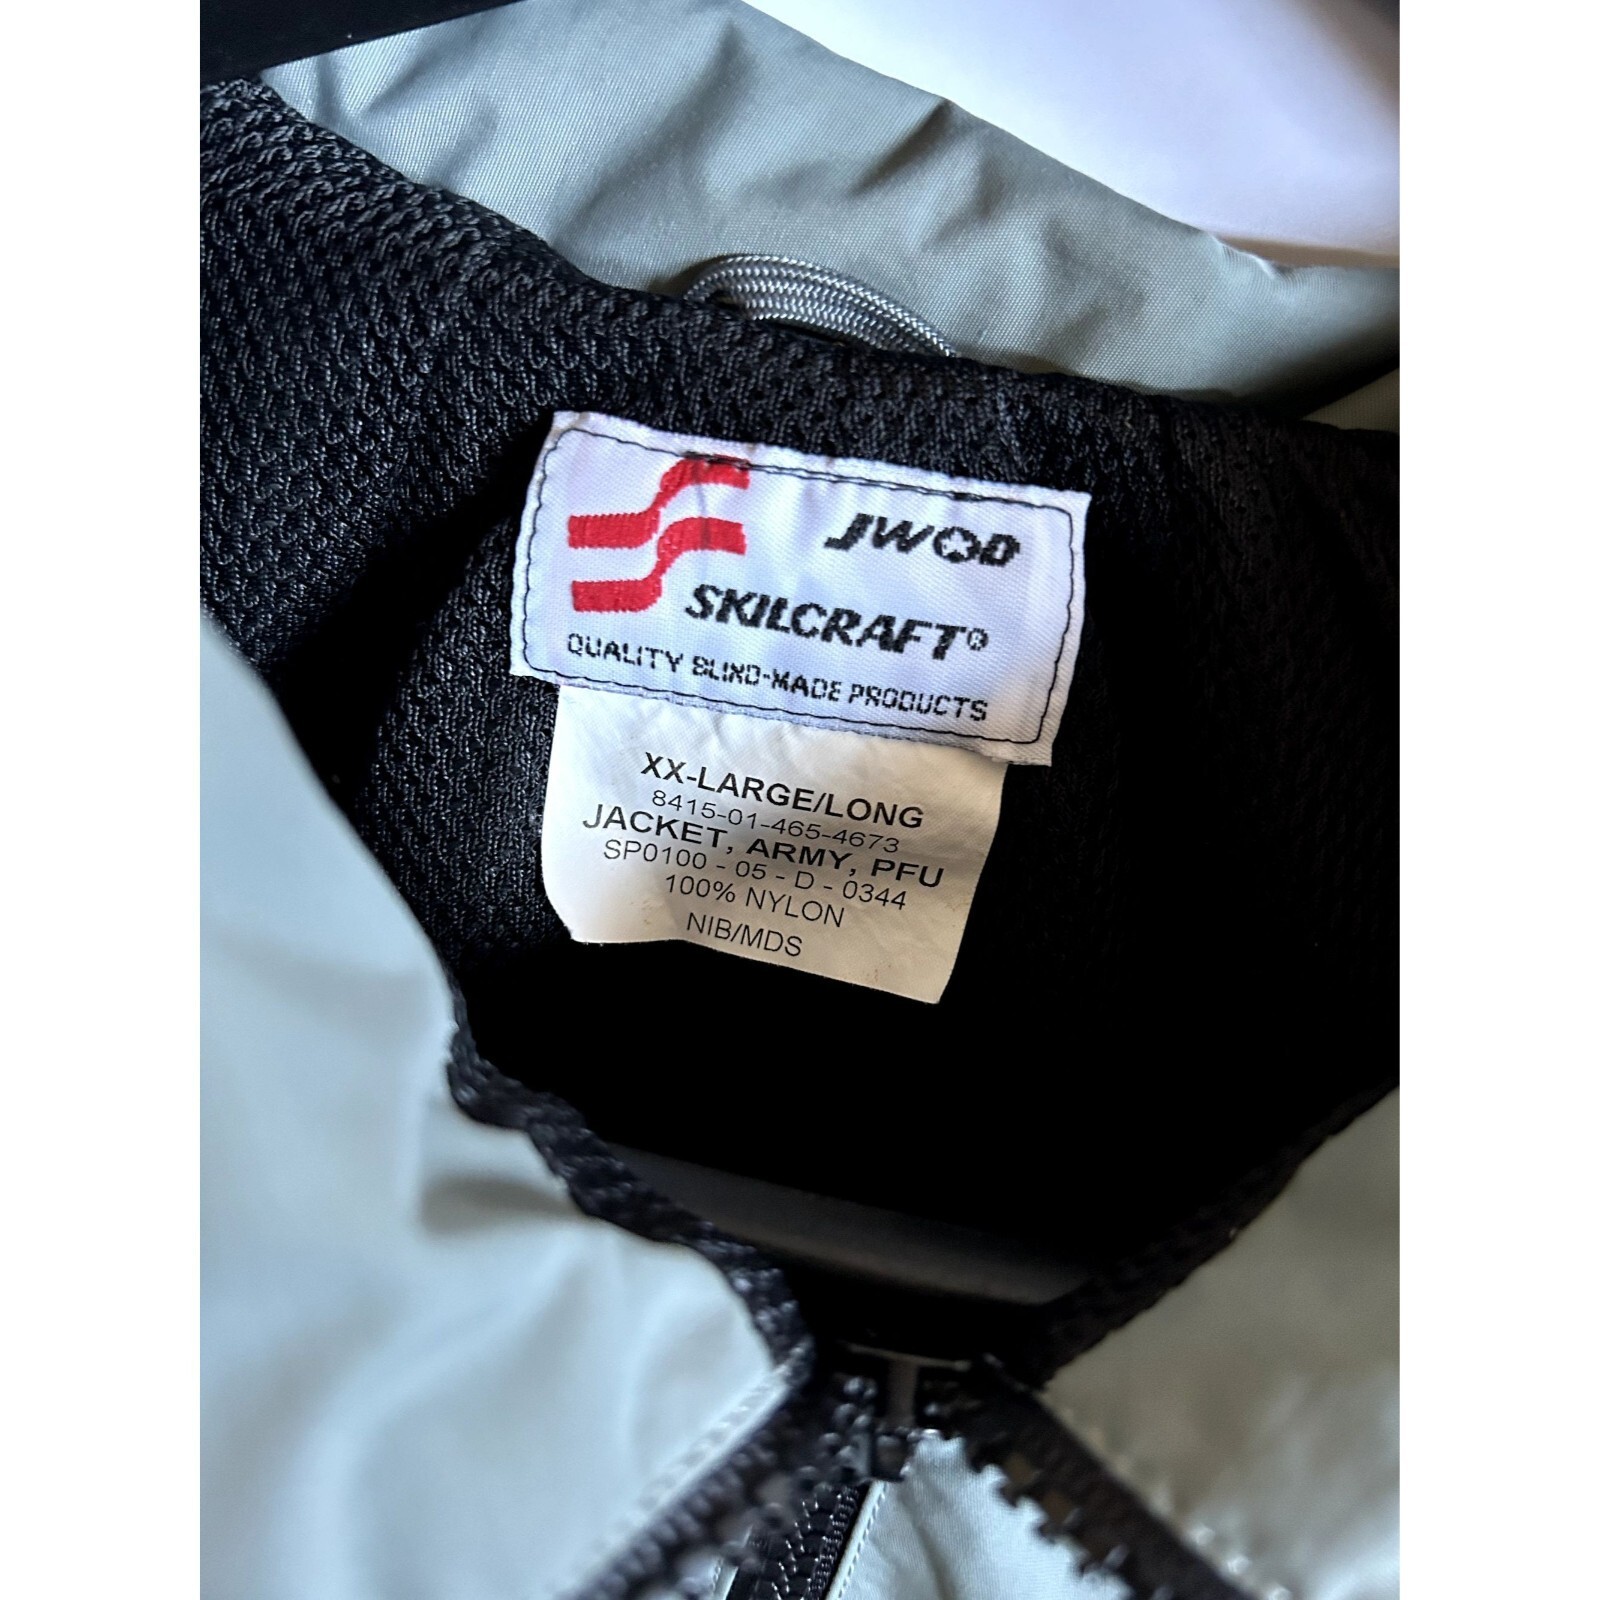 JWOD
SKILCRAFT®
QUALITY BLIND-MADE PRODUCTS
XX-LARGE/LONG
8415-01-465-4673
JACKET, ARMY, PFU
SP0100 - 05 - D - 0344
100% NYLON
NIB/MDS